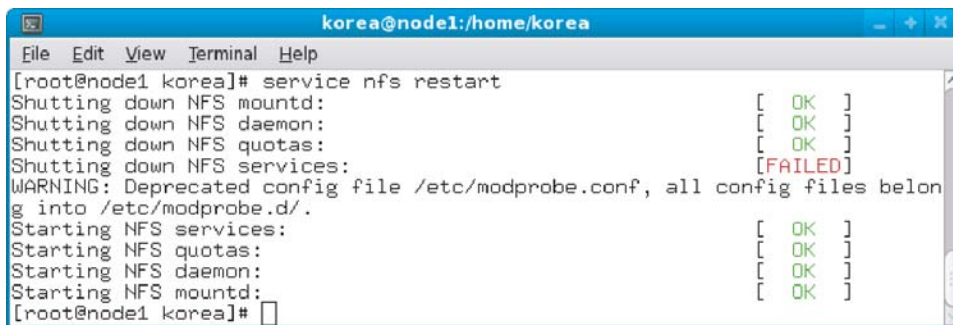 korea@node1:/home/korea
File Edit View Terminal Help
[root@node1 korea]# service nfs restart
Shutting down NFS mountd: [ OK ]
Shutting down NFS daemon: [ OK ]
Shutting down NFS quotas: [ OK ]
Shutting down NFS services: [FAILED]
WARNING: Deprecated config file /etc/modprobe.conf, all config files belon
g into /etc/modprobe.d/.
Starting NFS services: [ OK ]
Starting NFS quotas: [ OK ]
Starting NFS daemon: [ OK ]
Starting NFS mountd: [ OK ]
[root@node1 korea]#